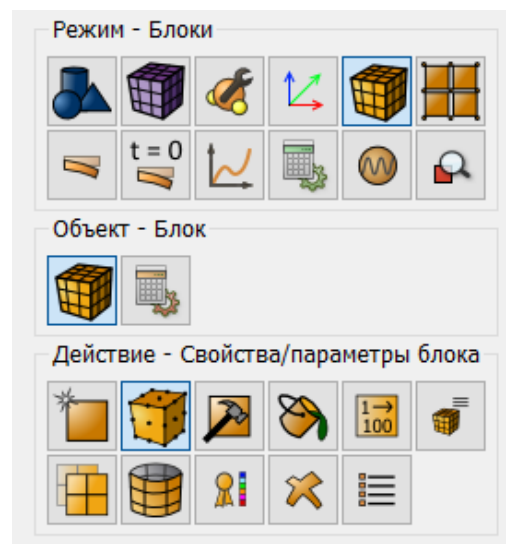 Режим - Блоки
t = 0
Объект - Блок
Действие - Свойства/параметры блока
1→
100